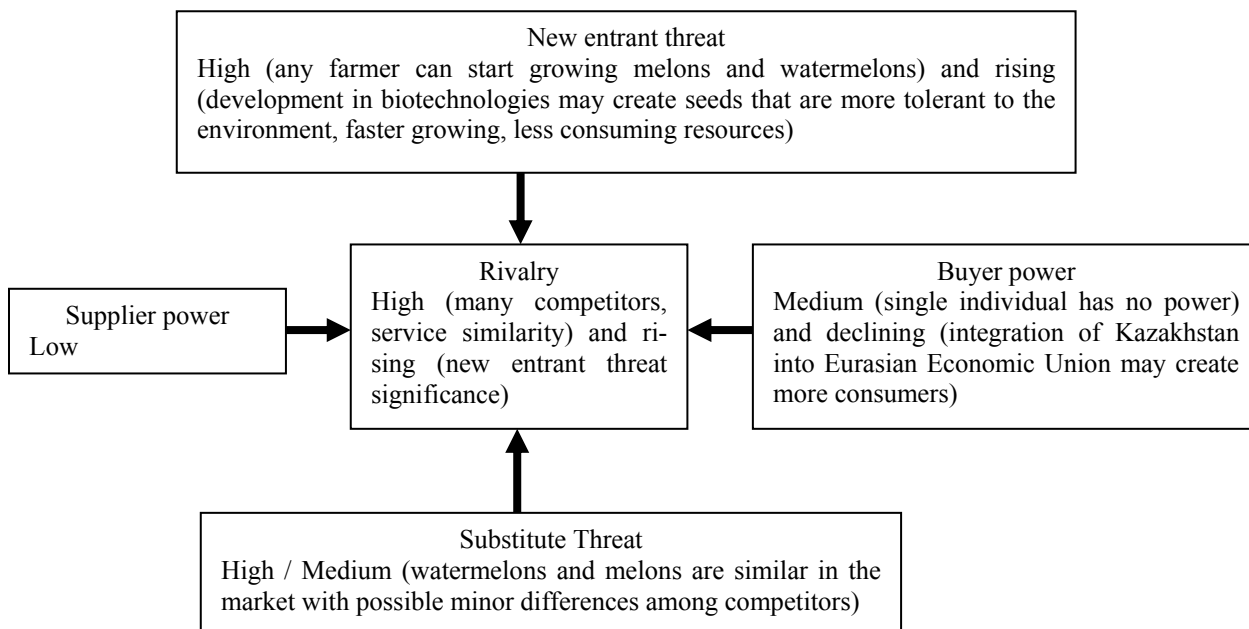 New entrant threat
High (any farmer can start growing melons and watermelons) and rising
(development in biotechnologies may create seeds that are more tolerant to the
environment, faster growing, less consuming resources)
Supplier power
Low
Rivalry
High (many competitors,
service similarity) and ri-
sing (new entrant threat
significance)
Buyer power
Medium (single individual has no power)
and declining (integration of Kazakhstan
into Eurasian Economic Union may create
more consumers)
Substitute Threat
High / Medium (watermelons and melons are similar in the
market with possible minor differences among competitors)